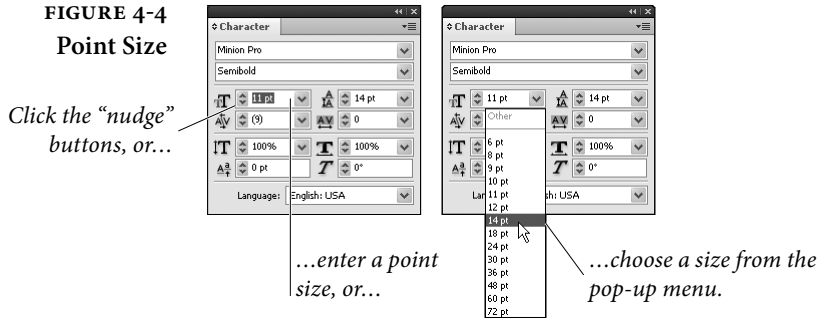 FIGURE 4-4
Point Size
Click the “nudge”
buttons, or…
Character
Minion Pro
Semibold
11 pt
14 pt
(9)
0
100%
100%
0 pt
0°
Language: English: USA
…enter a point
size, or…
Character
Minion Pro
Semibold
11 pt
14 pt
Other
0
6 pt
8 pt
100%
9 pt
0°
10 pt
11 pt
12 pt
14 pt
18 pt
24 pt
30 pt
36 pt
48 pt
60 pt
72 pt
…choose a size from the
pop-up menu.